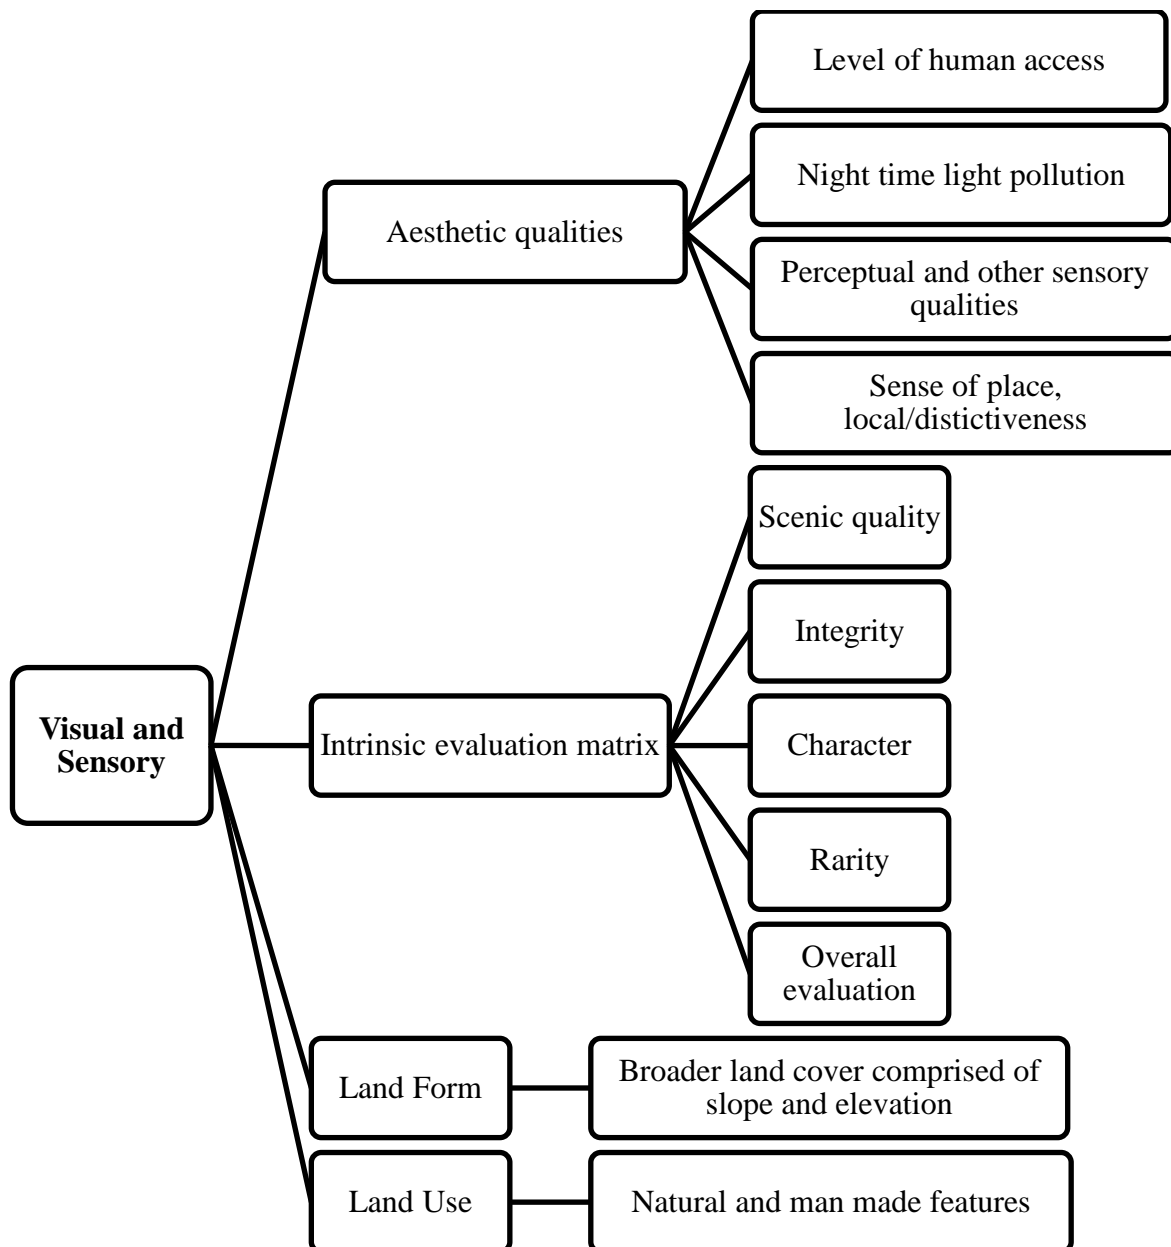 Level of human access
Night time light pollution
Aesthetic qualities
Perceptual and other sensory
qualities
Sense of place,
local/distictiveness
Scenic quality
Integrity
Visual and
Sensory
Intrinsic evaluation matrix
Character
Rarity
Overall
evaluation
Land Form
Broader land cover comprised of
slope and elevation
Land Use
Natural and man made features